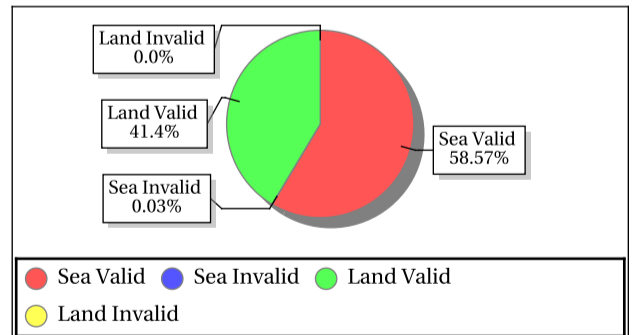 Land Invalid
0.0%
Land Valid
41.4%
Sea Valid
58.57%
Sea Invalid
0.03%
Sea Valid Sea Invalid Land Valid
Land Invalid